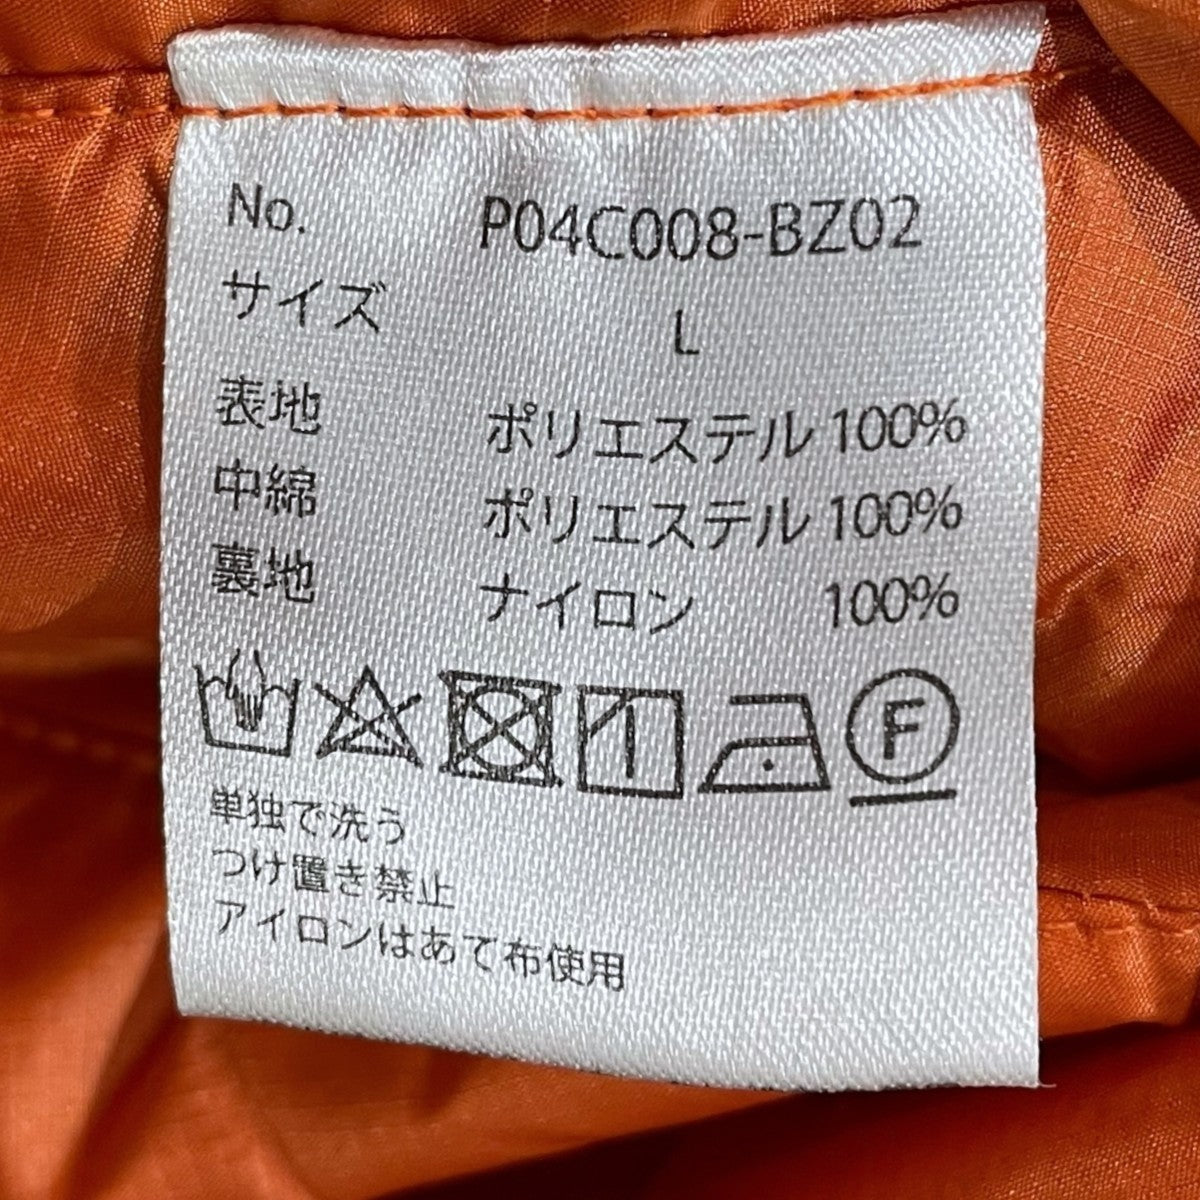 No. P04C008-BZ02
サイズ L
表地 ポリエステル 100%
中綿 ポリエステル 100%
裏地 ナイロン 100%
F
単独で洗う
つけ置き禁止
アイロンはあて布使用